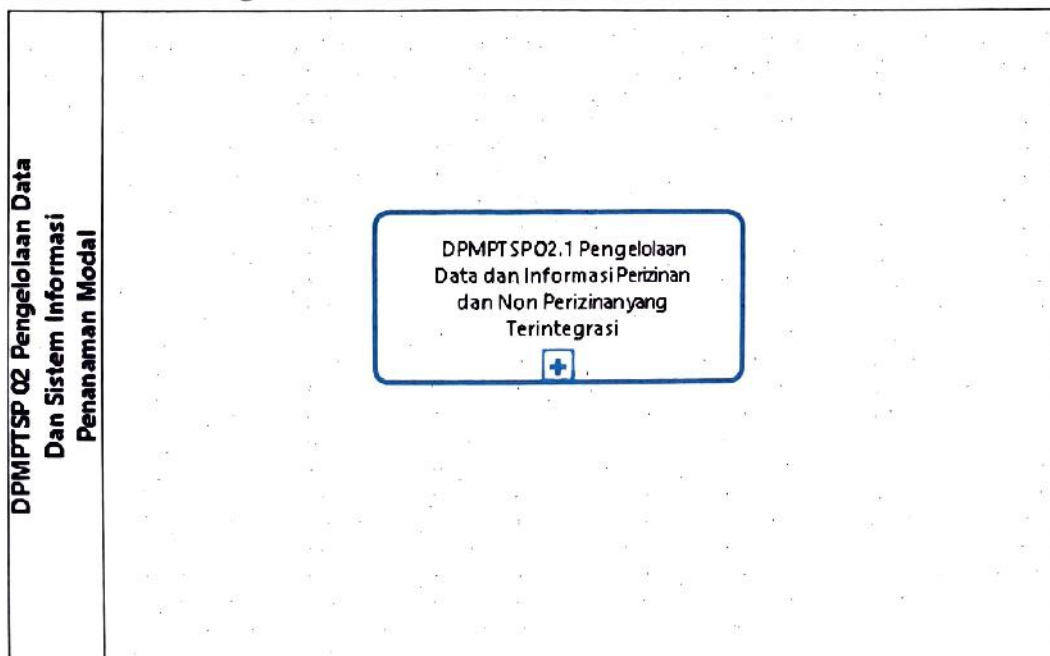 DPMPTSP 02 Pengelolaan Data
Dan Sistem Informasi
Penanaman Modal
DPMPTSP02.1 Pengelolaan
Data dan Informasi Perizinan
dan Non Perizinanyang
Terintegrasi